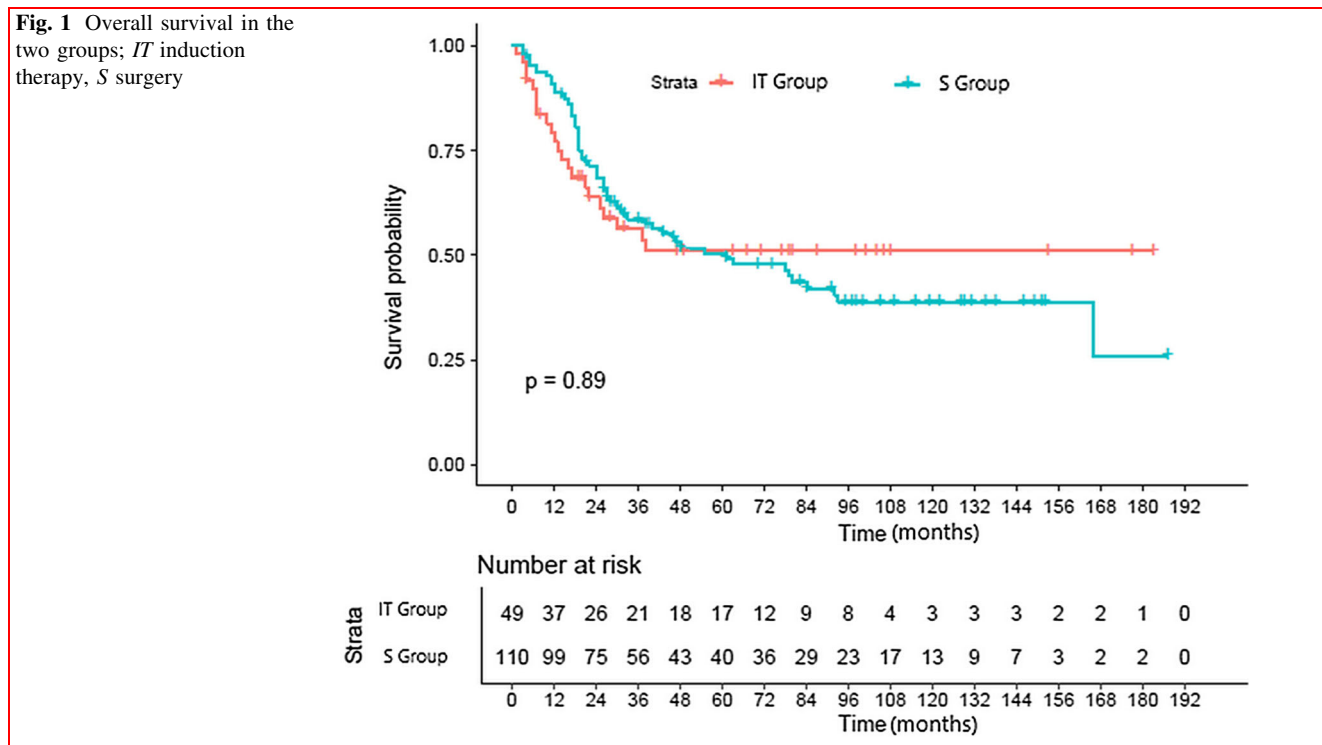 Fig. 1 Overall survival in the
two groups; IT induction
therapy, S surgery
Strata IT Group S Group
Survival probability
1.00
0.75
0.50
0.25
0.00
p = 0.89
0 12 24 36 48 60 72 84 96 108 120 132 144 156 168 180 192
Time (months)
Number at risk
Strata
IT Group 49 37 26 21 18 17 12 9 8 4 3 3 3 2 2 1 0
S Group 110 99 75 56 43 40 36 29 23 17 13 9 7 3 2 2 0
0 12 24 36 48 60 72 84 96 108 120 132 144 156 168 180 192
Time (months)